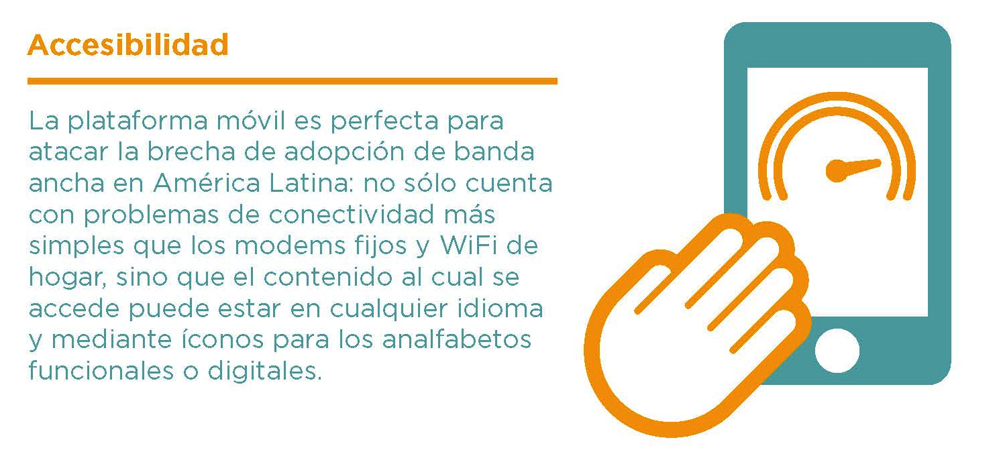 Accesibilidad
La plataforma móvil es perfecta para
atacar la brecha de adopción de banda
ancha en América Latina: no sólo cuenta
con problemas de conectividad más
simples que los modems fijos y WiFi de
hogar, sino que el contenido al cual se
accede puede estar en cualquier idioma
y mediante íconos para los analfabetos
funcionales o digitales.